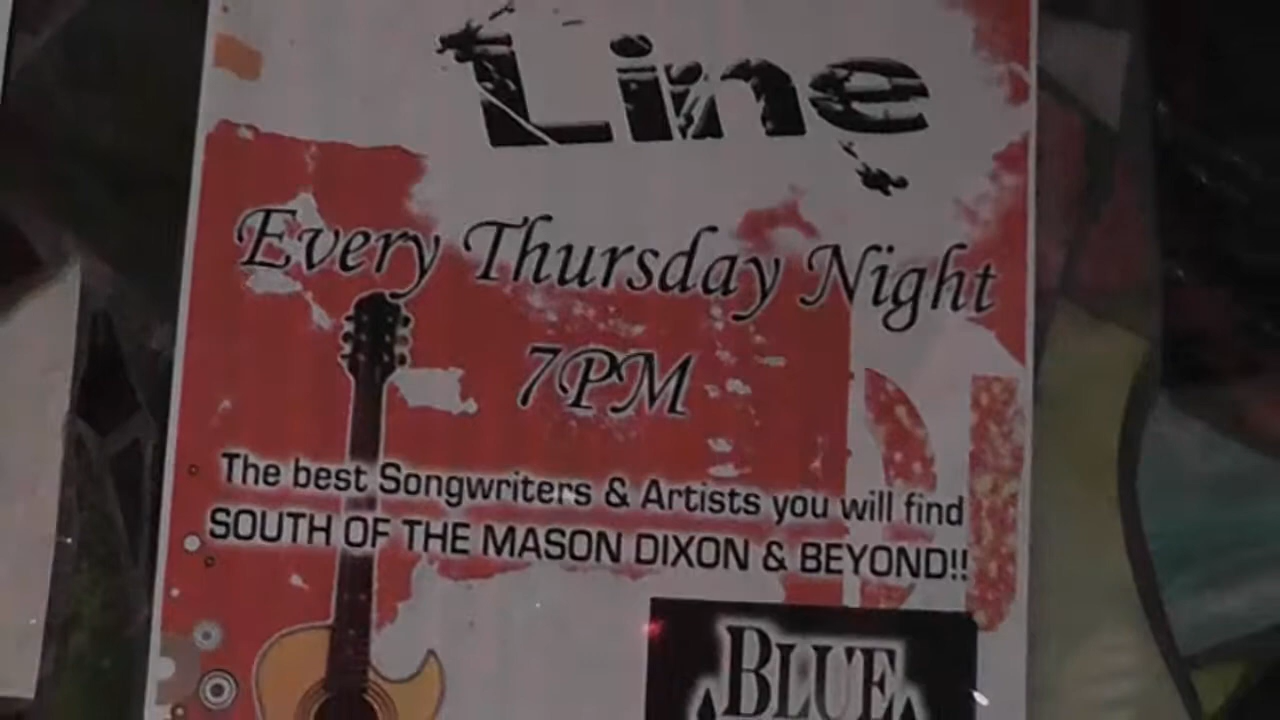 Line
Every Thursday Night
7PM
The best Songwriters & Artists you will find
SOUTH OF THE MASON DIXON & BEYOND!!
BLUE